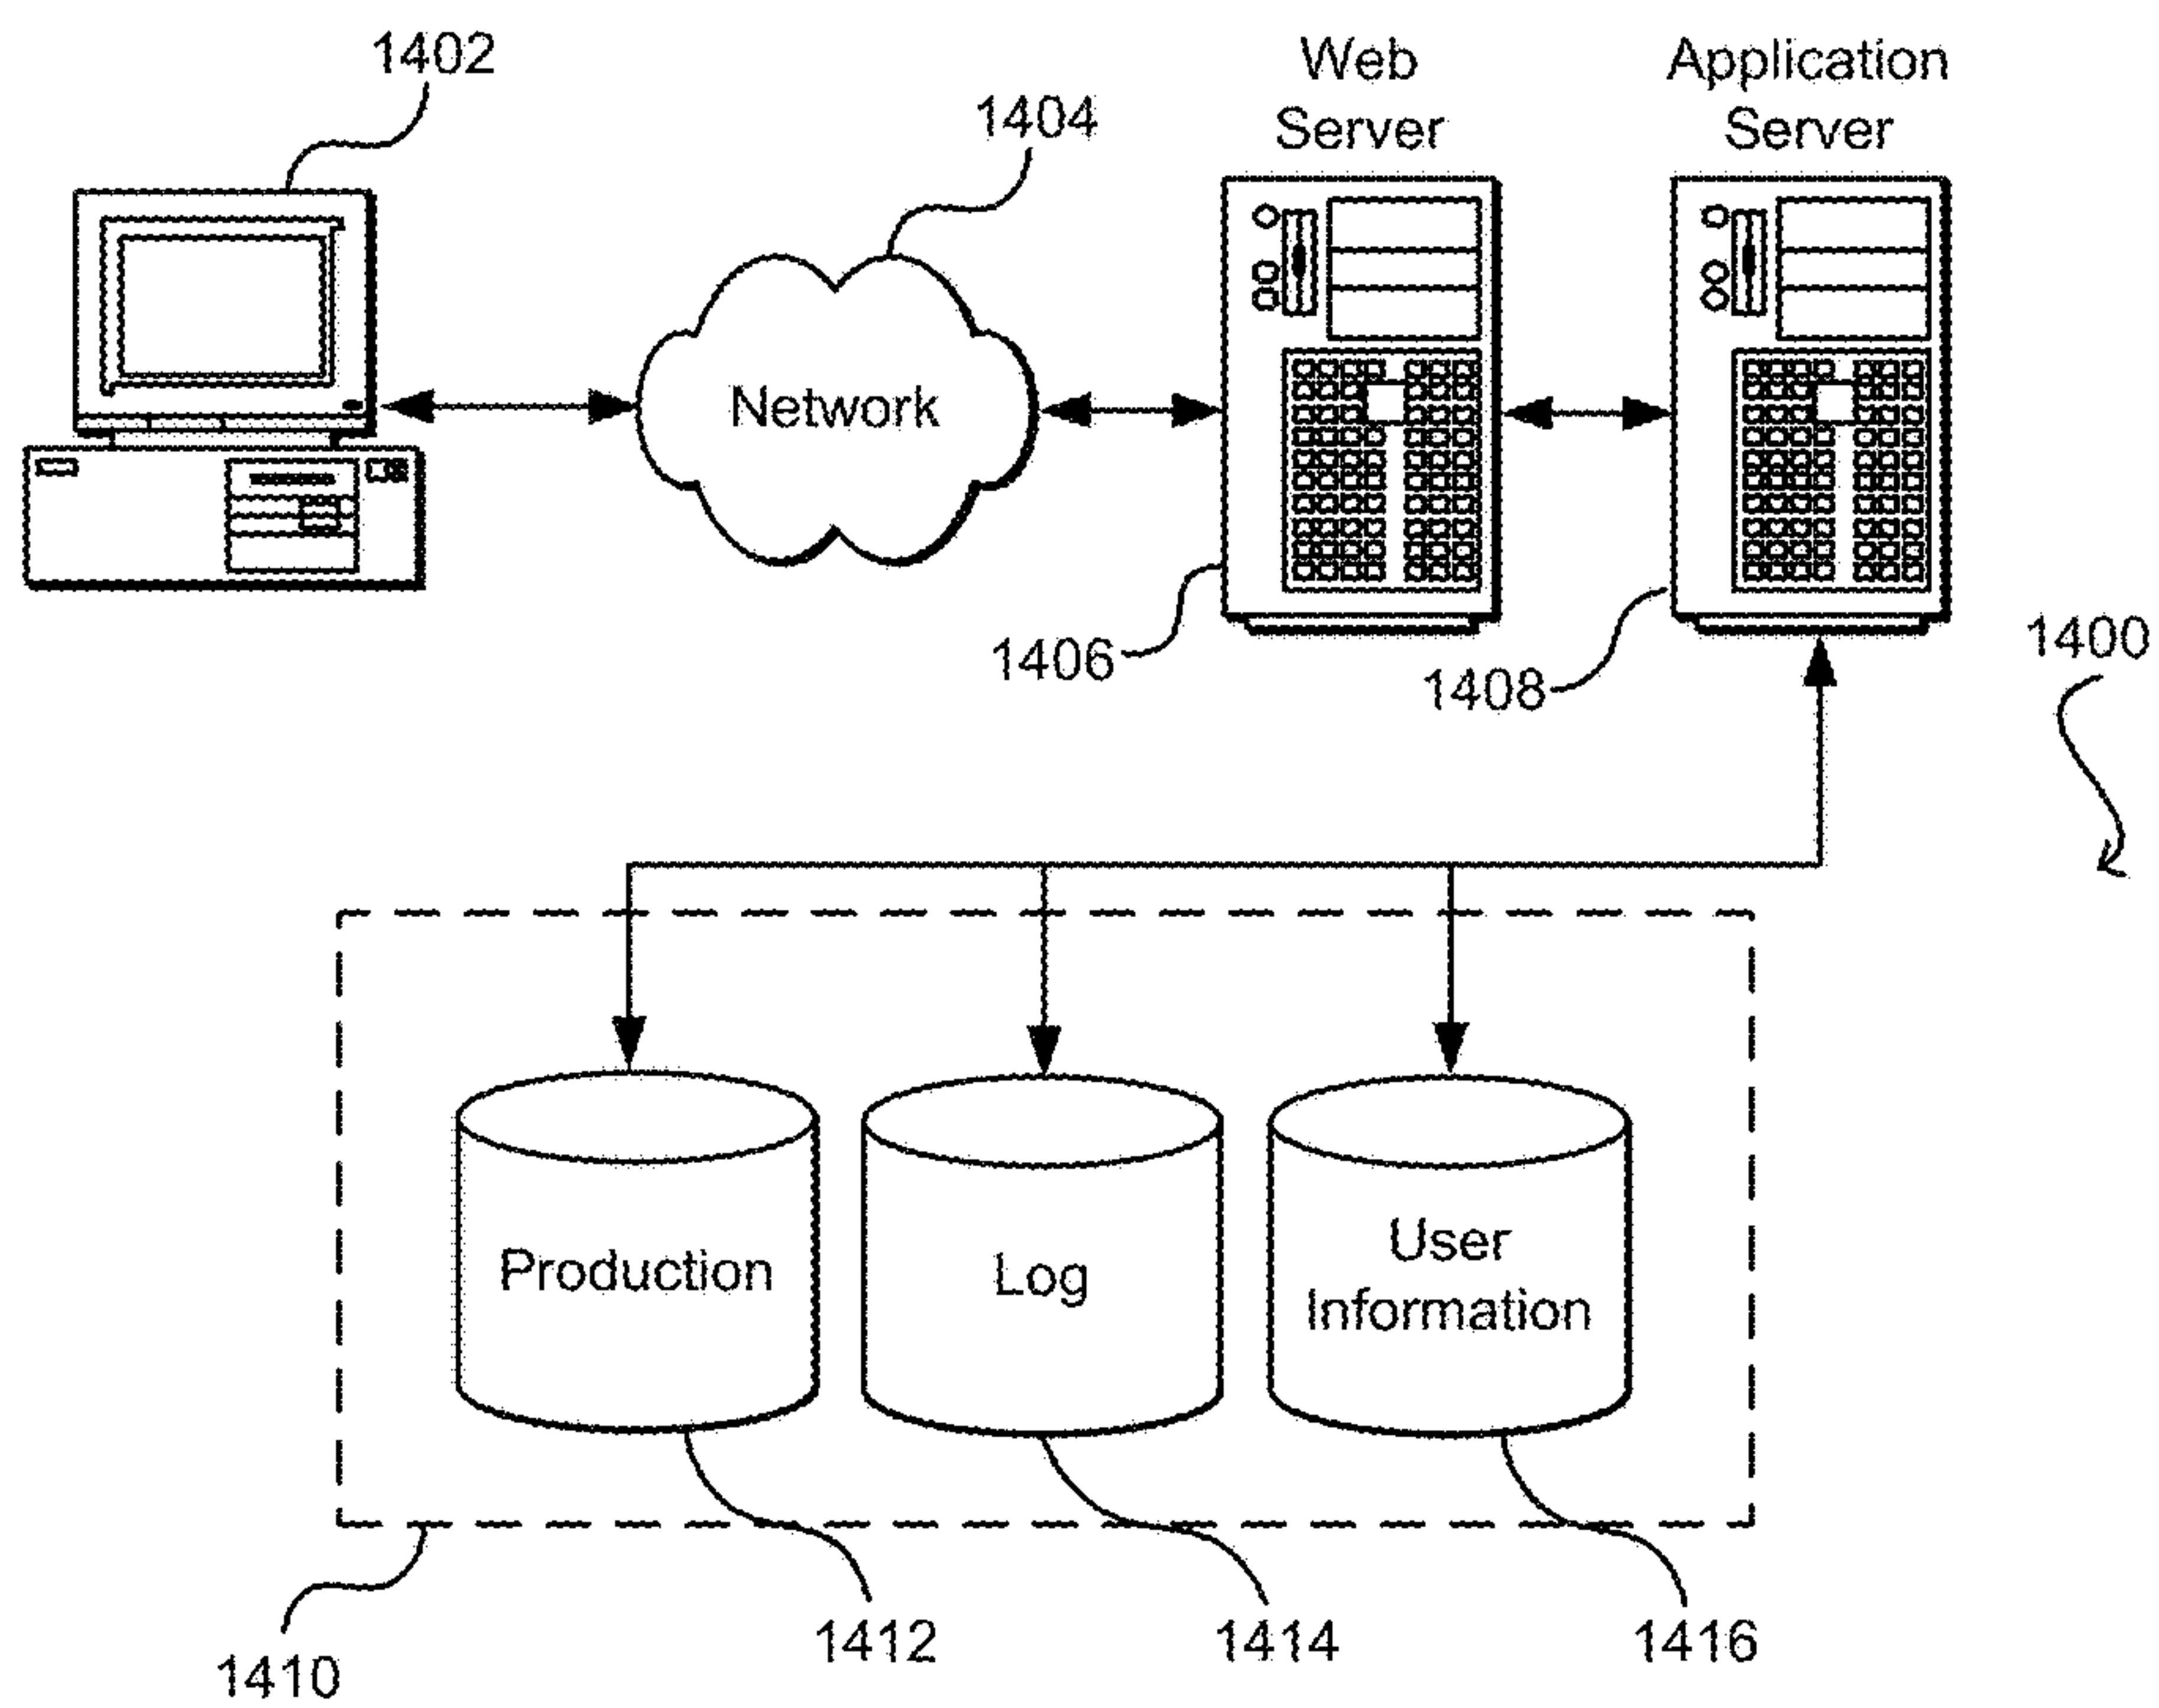 1402
1404
Web
Server
Application
Server
Network
1406
1408
1400
Production
Log
User
Information
1410
1412
1414
1416